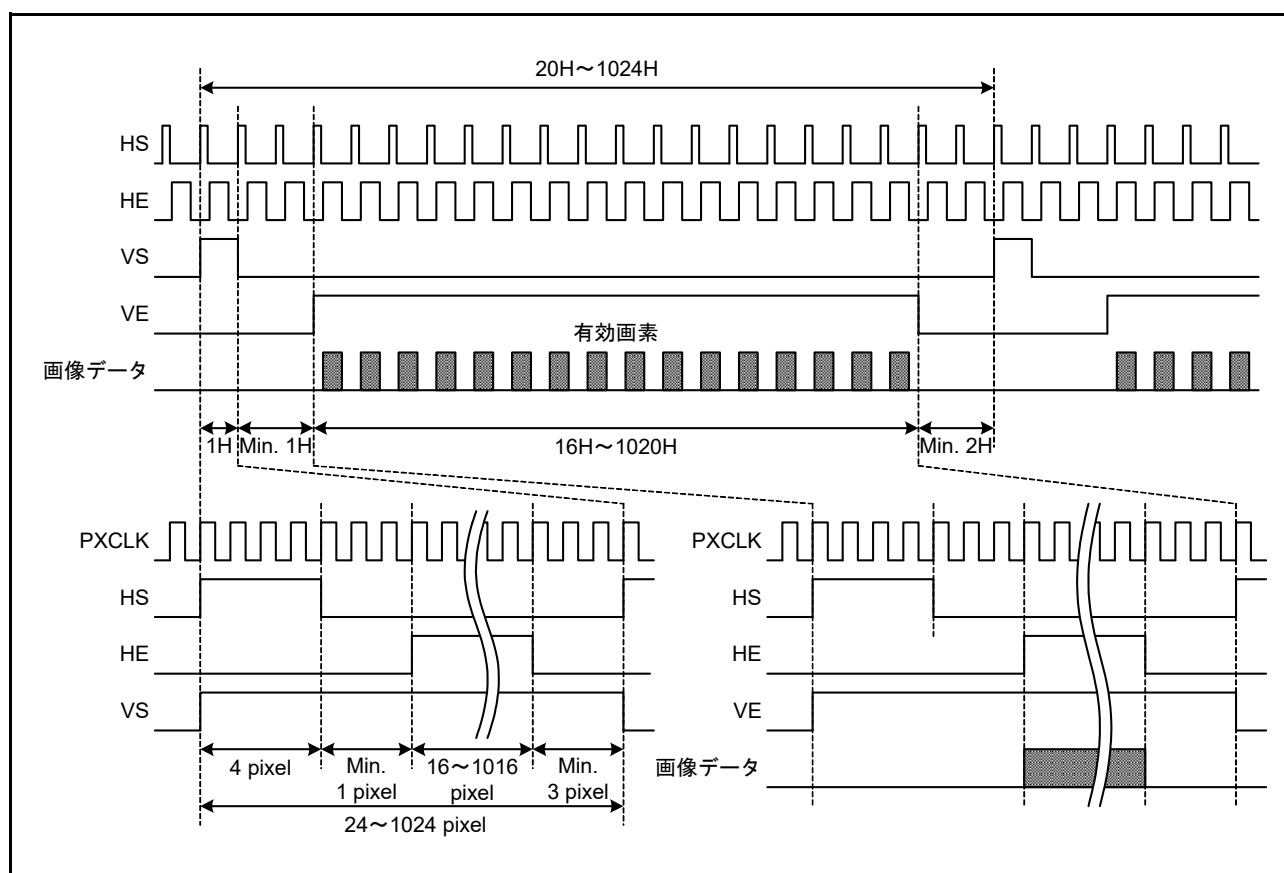 20H～1024H
HS
HE
VS
VE
有効画素
画像データ
1H
Min. 1H
16H～1020H
Min. 2H
PXCLK
HS
HE
VS
4 pixel
Min.
1 pixel
16～1016
pixel
Min.
3 pixel
24～1024 pixel
PXCLK
HS
HE
VE
画像データ